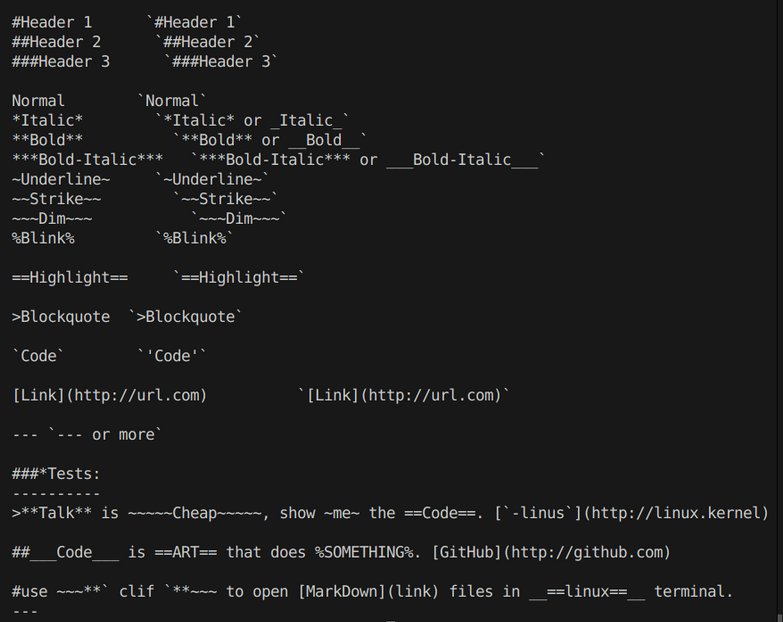 #Header 1      `#Header 1`
##Header 2      `##Header 2`
###Header 3      `###Header 3`

Normal        `Normal`
*Italic*        `*Italic* or _Italic_`
**Bold**          `**Bold** or __Bold__`
***Bold-Italic***   `***Bold-Italic*** or ___Bold-Italic___`
~Underline~     `~Underline~`
~~Strike~~        `~~Strike~~`
~~~Dim~~~           `~~~Dim~~~`
%Blink%         `%Blink%`

==Highlight==     `==Highlight==`

>Blockquote  `>Blockquote`

`Code`        `'Code'`

[Link](http://url.com)          `[Link](http://url.com)`

--- `--- or more`

###*Tests:
----------
>**Talk** is ~~~~~Cheap~~~~~, show ~me~ the ==Code==. [`-linus`](http://linux.kernel)

##___Code___ is ==ART== that does %SOMETHING%. [GitHub](http://github.com)

#use ~~~**` clif `**~~~ to open [MarkDown](link) files in __==linux==__ terminal.
---